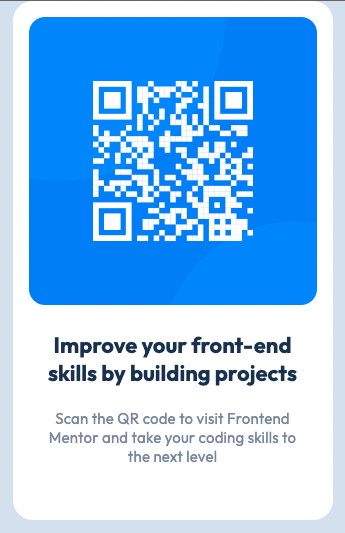 Improve your front-end
skills by building projects
Scan the QR code to visit Frontend
Mentor and take your coding skills to
the next level